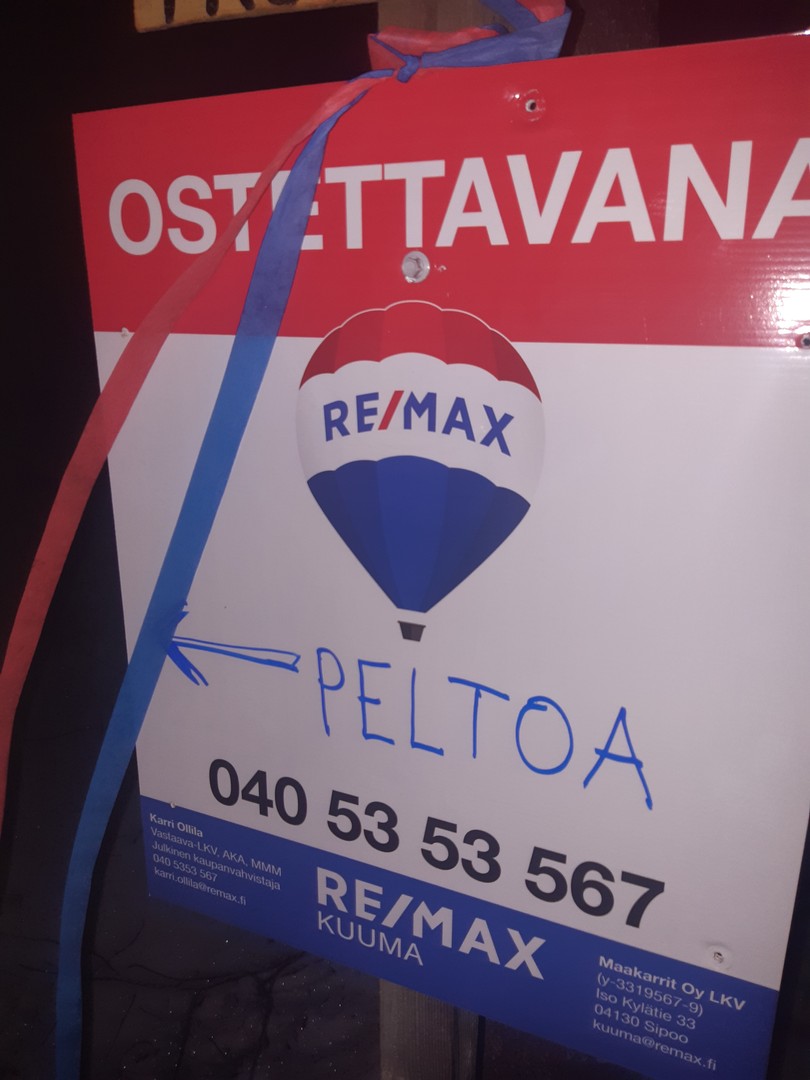 OSTETTAVANA
RE/MAX
PELTOA
040 53 53 567
Karri Ollila
Vastaava-LKV, AKA, MMM
Julkinen kaupanvahvistaja
040 5353 567
karri.ollila@remax.fi
RE/MAX
KUUMA
Maakarrit Oy LKV
(y-3319567-9)
Iso Kylätie 33
04130 Sipoo
kuuma@remax.fi